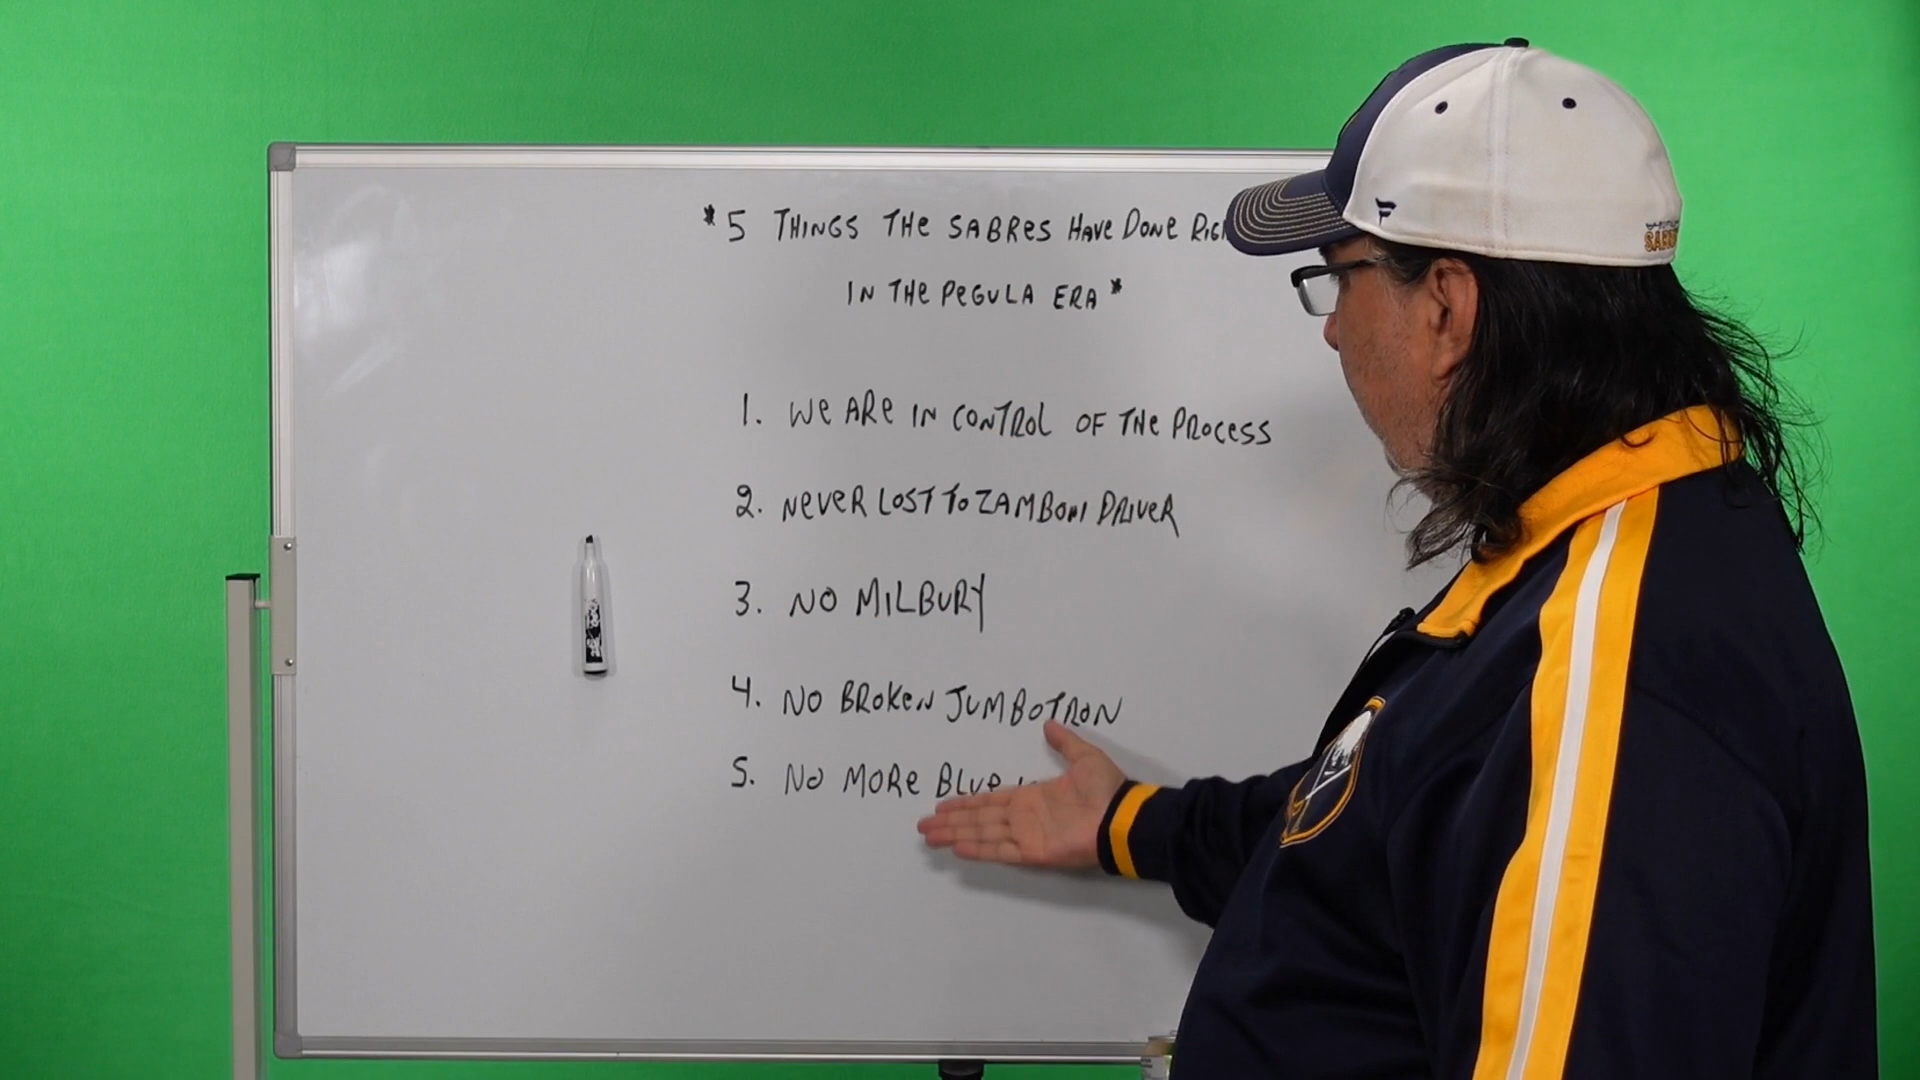 *5 THINGS THE SABRES HAVE DONE
IN THE PEGULA ERA*
1. WE ARE IN CONTROL OF THE PROCESS
2. NEVER LOST TO ZAMBONI DRIVER
3. NO MILBURY
4. NO BROKEN JUMBOTRON
5. NO MORE BLUE